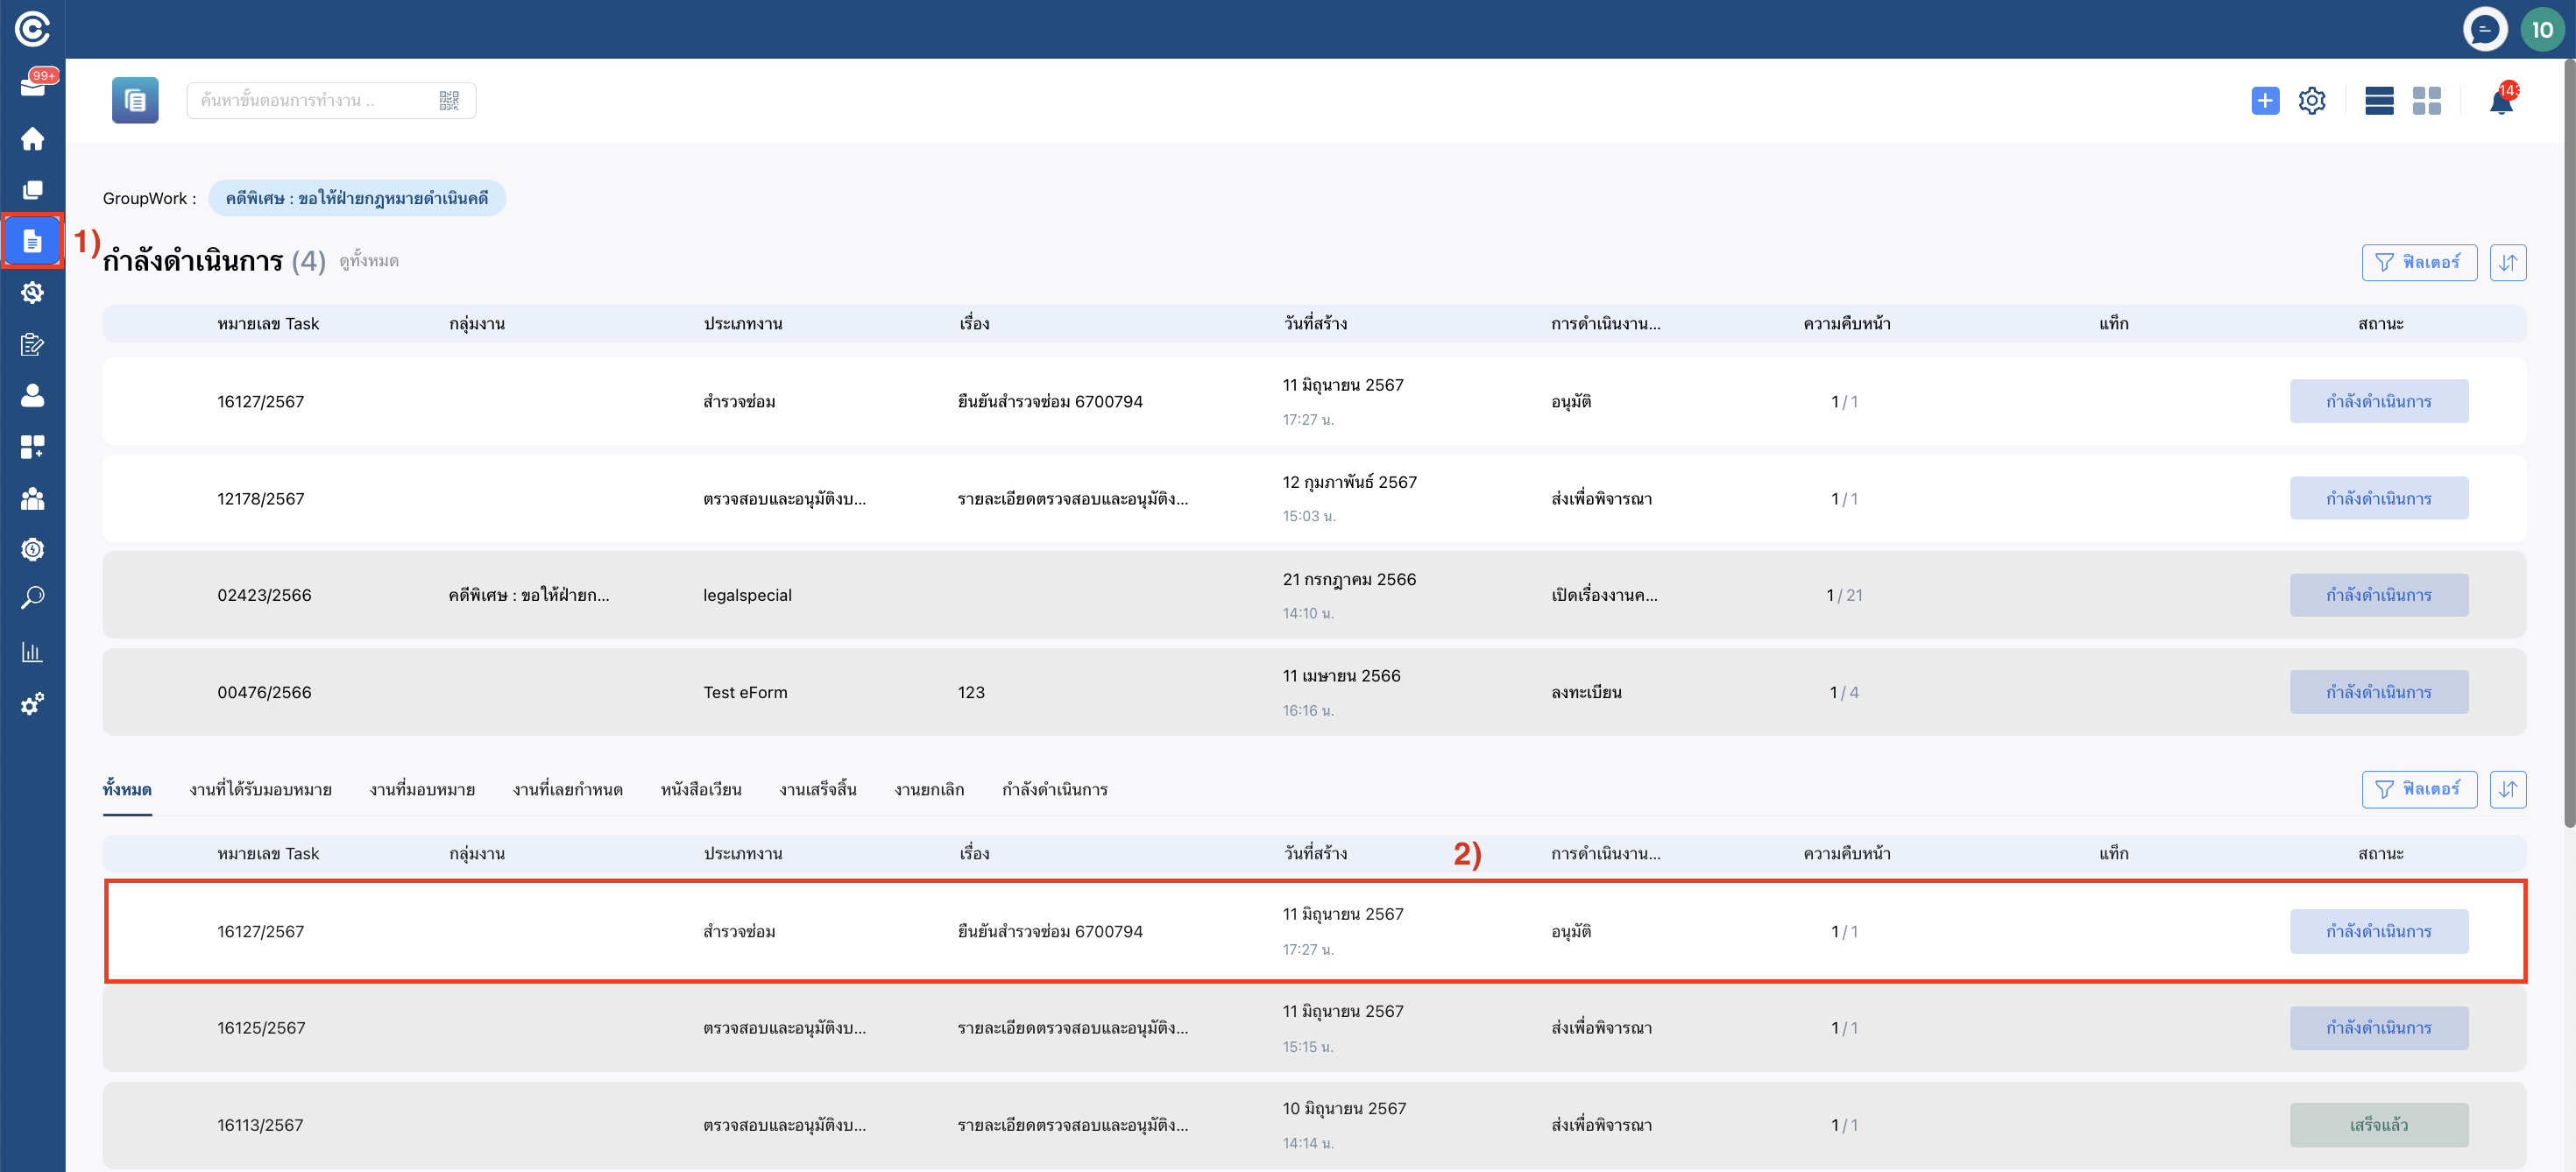 10
99+
ค้นหาขั้นตอนการทำงาน ..
143
GroupWork : คดีพิเศษ : ขอให้ฝ่ายกฎหมายดำเนินคดี
1)
กำลังดำเนินการ (4) ดูทั้งหมด ฟิลเตอร์
หมายเลข Task กลุ่มงาน ประเภทงาน เรื่อง วันที่สร้าง การดำเนินงาน... ความคืบหน้า แท็ก สถานะ
16127/2567 สำรวจซ่อม ยืนยันสำรวจซ่อม 6700794 11 มิถุนายน 2567 อนุมัติ 1 / 1 กำลังดำเนินการ
17:27 น.
12178/2567 ตรวจสอบและอนุมัติงบ... รายละเอียดตรวจสอบและอนุมัติง... 12 กุมภาพันธ์ 2567 ส่งเพื่อพิจารณา 1 / 1 กำลังดำเนินการ
15:03 น.
02423/2566 คดีพิเศษ : ขอให้ฝ่ายก... legalspecial 21 กรกฎาคม 2566 เปิดเรื่องงานค... 1 / 21 กำลังดำเนินการ
14:10 น.
00476/2566 Test eForm 123 11 เมษายน 2566 ลงทะเบียน 1 / 4 กำลังดำเนินการ
16:16 น.
ทั้งหมด งานที่ได้รับมอบหมาย งานที่มอบหมาย งานที่เลยกำหนด หนังสือเวียน งานเสร็จสิ้น งานยกเลิก กำลังดำเนินการ ฟิลเตอร์
หมายเลข Task กลุ่มงาน ประเภทงาน เรื่อง วันที่สร้าง 2) การดำเนินงาน... ความคืบหน้า แท็ก สถานะ
16127/2567 สำรวจซ่อม ยืนยันสำรวจซ่อม 6700794 11 มิถุนายน 2567 อนุมัติ 1 / 1 กำลังดำเนินการ
17:27 น.
16125/2567 ตรวจสอบและอนุมัติงบ... รายละเอียดตรวจสอบและอนุมัติง... 11 มิถุนายน 2567 ส่งเพื่อพิจารณา 1 / 1 กำลังดำเนินการ
15:15 น.
16113/2567 ตรวจสอบและอนุมัติงบ... รายละเอียดตรวจสอบและอนุมัติง... 10 มิถุนายน 2567 ส่งเพื่อพิจารณา 1 / 1 เสร็จแล้ว
14:14 น.